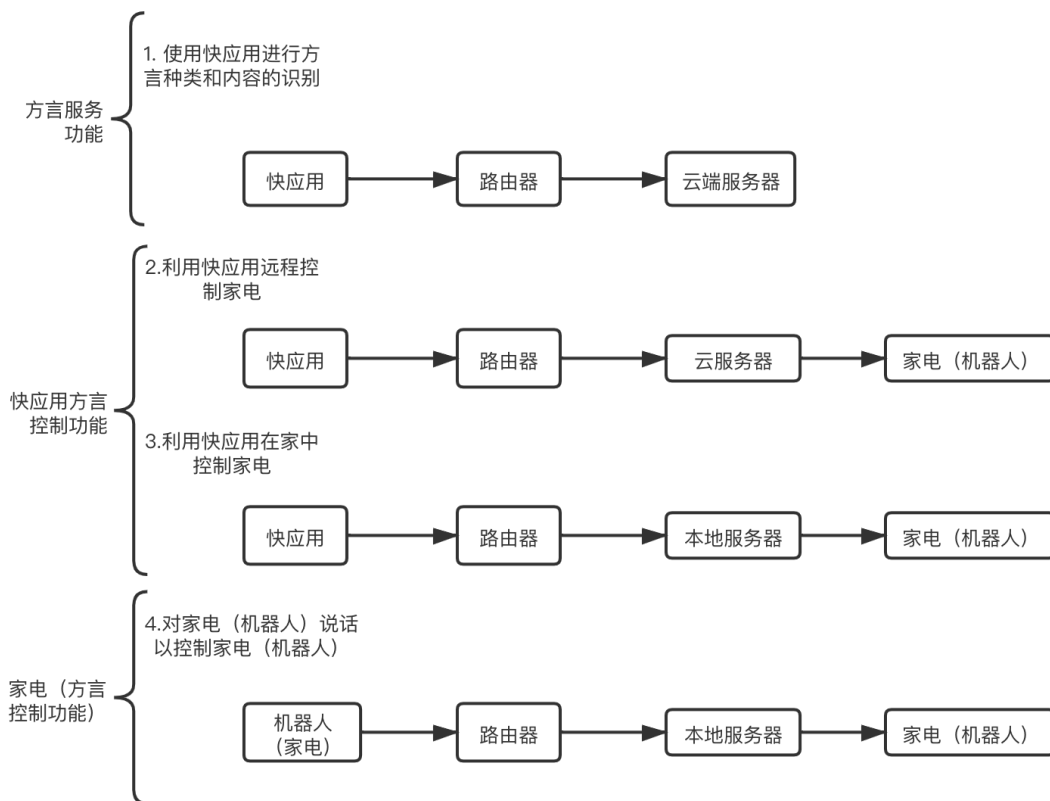 1. 使用快应用进行方
言种类和内容的识别
方言服务
功能
快应用
路由器
云端服务器
2.利用快应用远程控
制家电
快应用
路由器
云服务器
家电（机器人）
快应用方言
控制功能
3.利用快应用在家中
控制家电
快应用
路由器
本地服务器
家电（机器人）
4.对家电（机器人）说话
以控制家电（机器人）
家电（方言
控制功能）
机器人
（家电）
路由器
本地服务器
家电（机器人）